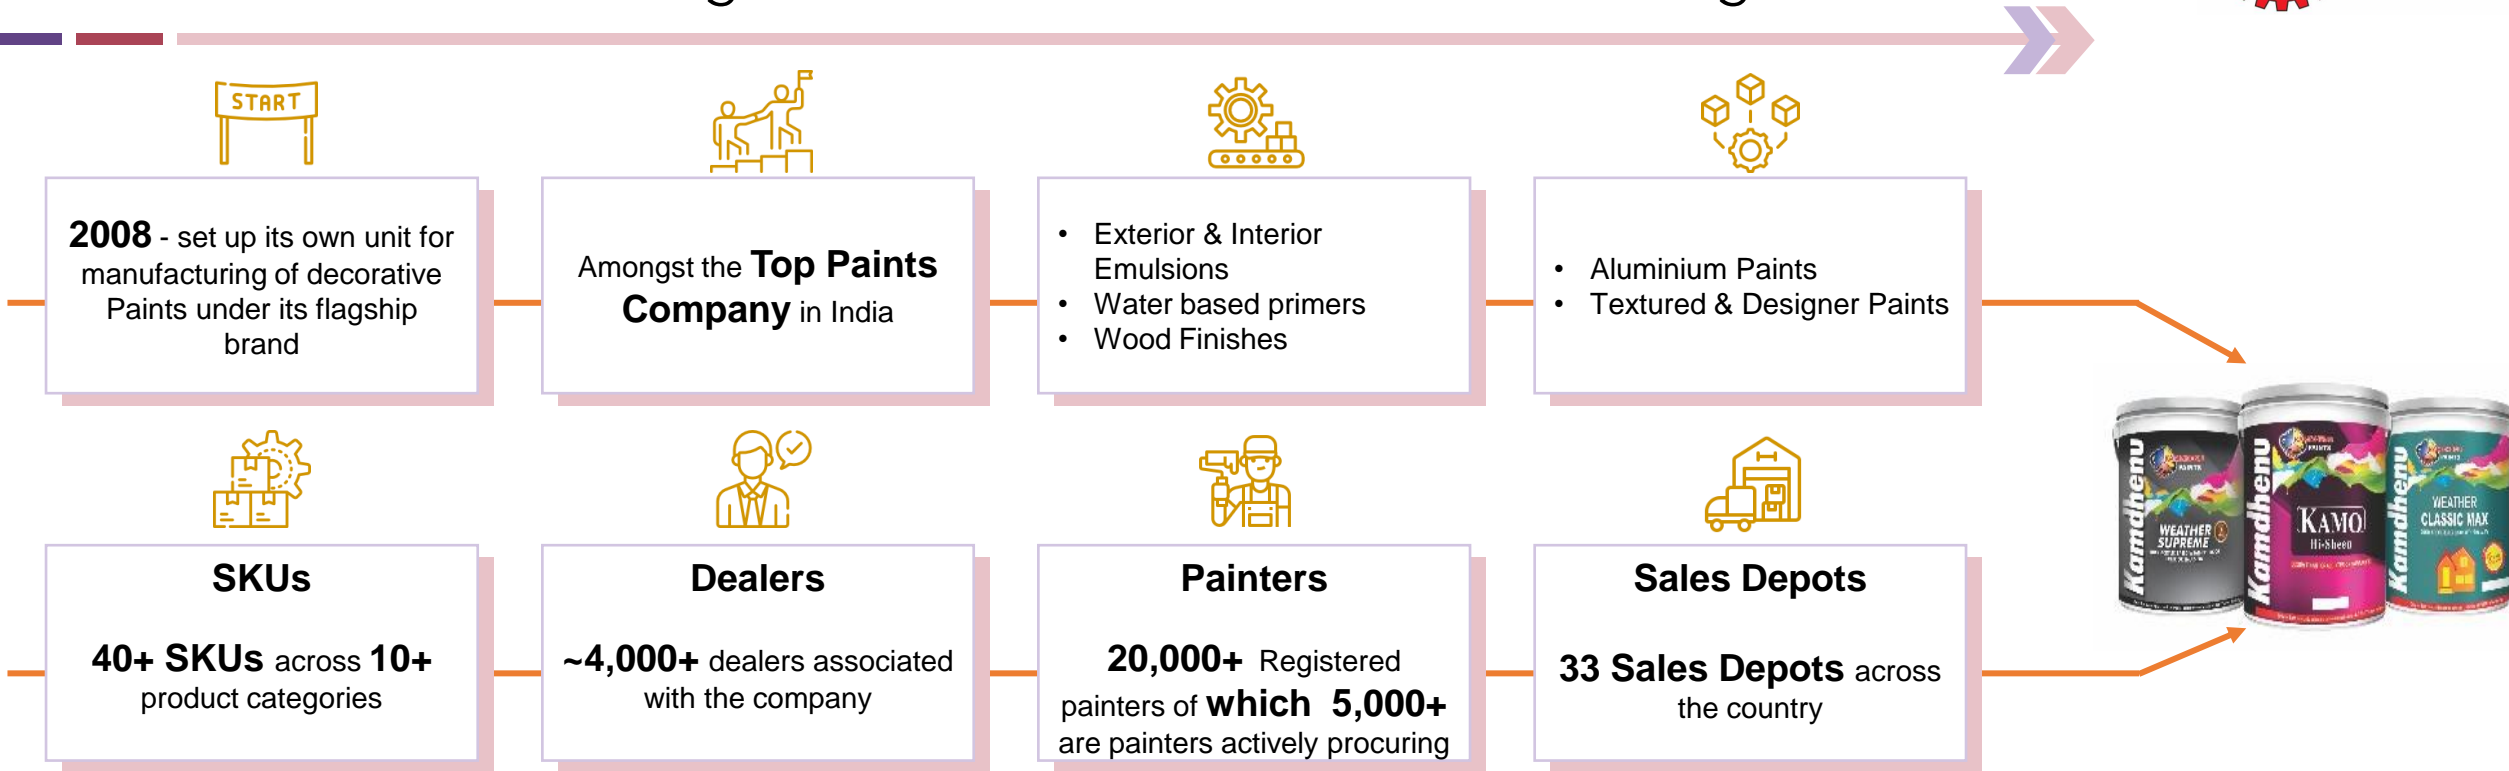 START
2008 - set up its own unit for
manufacturing of decorative
Paints under its flagship
brand
Amongst the Top Paints
Company in India
• Exterior & Interior
Emulsions
• Water based primers
• Wood Finishes
• Aluminium Paints
• Textured & Designer Paints
SKUs
40+ SKUs across 10+
product categories
Dealers
~4,000+ dealers associated
with the company
Painters
20,000+ Registered
painters of which 5,000+
are painters actively procuring
Sales Depots
33 Sales Depots across
the country
Kamdhenu
PAINTS
WEATHER
SUPREME
Kamdhenu
PAINTS
KAMO
Hi-Sheen
Kamdhenu
PAINTS
WEATHER
CLASSIC MAX